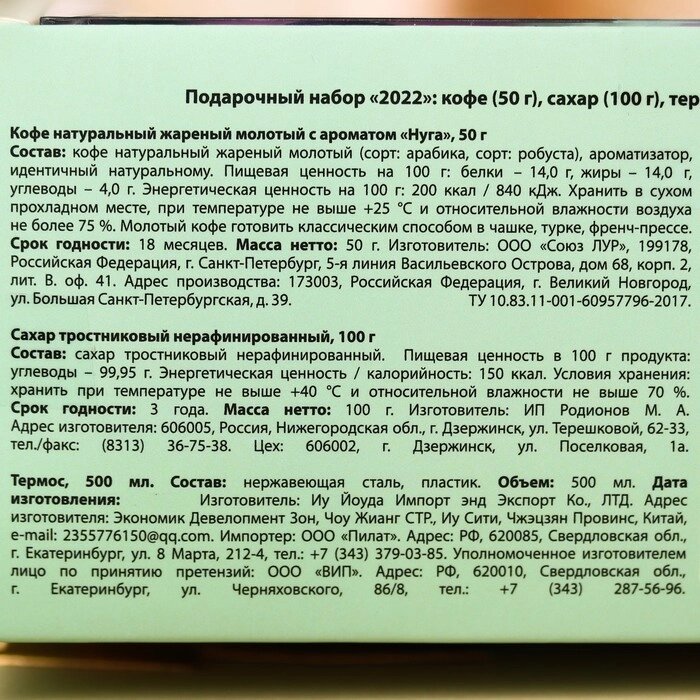 Подарочный набор «2022»: кофе (50 г), сахар (100 г), тер
Кофе натуральный жареный молотый с ароматом «Нуга», 50 г
Состав: кофе натуральный жареный молотый (сорт: арабика, сорт: робуста), ароматизатор,
идентичный натуральному. Пищевая ценность на 100 г: белки – 14,0 г, жиры – 14,0 г,
углеводы – 4,0 г. Энергетическая ценность на 100 г: 200 ккал / 840 кДж. Хранить в сухом
прохладном месте, при температуре не выше +25 °С и относительной влажности воздуха
не более 75 %. Молотый кофе готовить классическим способом в чашке, турке, френч-прессе.
Срок годности: 18 месяцев. Масса нетто: 50 г. Изготовитель: ООО «Союз ЛУР», 199178,
Российская Федерация, г. Санкт-Петербург, 5-я линия Васильевского Острова, дом 68, корп. 2,
лит. В, оф. 41. Адрес производства: 173003, Российская Федерация, г. Великий Новгород,
ул. Большая Санкт-Петербургская, д. 39. ТУ 10.83.11-001-60957796-2017.
Сахар тростниковый нерафинированный, 100 г
Состав: сахар тростниковый нерафинированный. Пищевая ценность в 100 г продукта:
углеводы – 99,95 г. Энергетическая ценность / калорийность: 150 ккал. Условия хранения:
хранить при температуре не выше +40 °С и относительной влажности не выше 70 %.
Срок годности: 3 года. Масса нетто: 100 г. Изготовитель: ИП Родионов М. А.
Адрес изготовителя: 606005, Россия, Нижегородская обл., г. Дзержинск, ул. Терешковой, 62-33,
тел./факс: (8313) 36-75-38. Цех: 606002, г. Дзержинск, ул. Поселковая, 1а.
Термос, 500 мл. Состав: нержавеющая сталь, пластик. Объем: 500 мл. Дата
изготовления: Изготовитель: Иу Йоуда Импорт энд Экспорт Ко., ЛТД. Адрес
изготовителя: Экономик Девелопмент Зон, Чоу Жианг СТР., Иу Сити, Чжэцзян Провинс, Китай,
e-mail: 2355776150@qq.com. Импортер: ООО «Пилат». Адрес: РФ, 620085, Свердловская обл.,
г. Екатеринбург, ул. 8 Марта, 212-4, тел.: +7 (343) 379-03-85. Уполномоченное изготовителем
лицо по принятию претензий: ООО «ВИП». Адрес: РФ, 620010, Свердловская обл.,
г. Екатеринбург, ул. Черняховского, 86/8, тел.: +7 (343) 287-56-96.